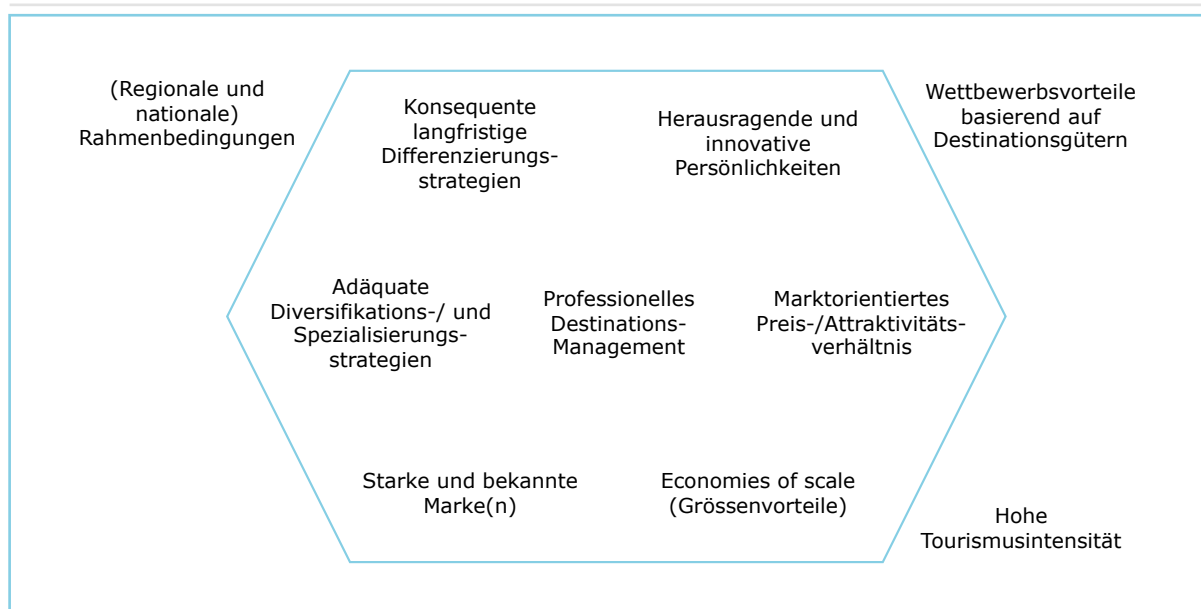 (Regionale und
nationale)
Rahmenbedingungen
Konsequente
langfristige
Differenzierungs-
strategien
Herausragende und
innovative
Persönlichkeiten
Wettbewerbsvorteile
basierend auf
Destinationsgütern
Adäquate
Diversifikations-/ und
Spezialisierungs-
strategien
Professionelles
Destinations-
Management
Marktorientiertes
Preis-/Attraktivitäts-
verhältnis
Starke und bekannte
Marke(n)
Economies of scale
(Grössenvorteile)
Hohe
Tourismusintensität